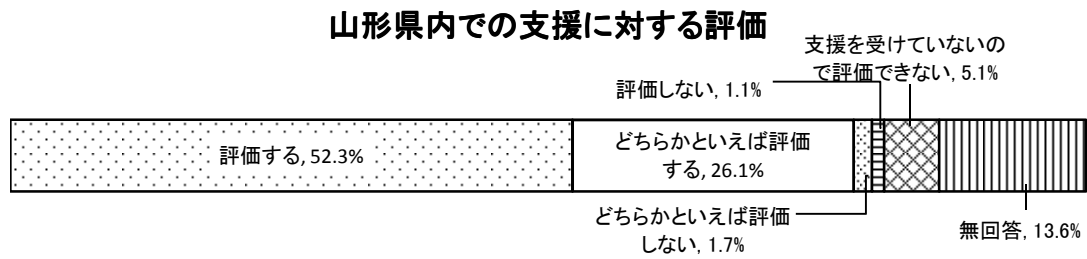 山形県内での支援に対する評価
支援を受けていないの
で評価できない, 5.1%
評価しない, 1.1%
評価する, 52.3%
どちらかといえば評価
する, 26.1%
どちらかといえば評価
しない, 1.7%
無回答, 13.6%